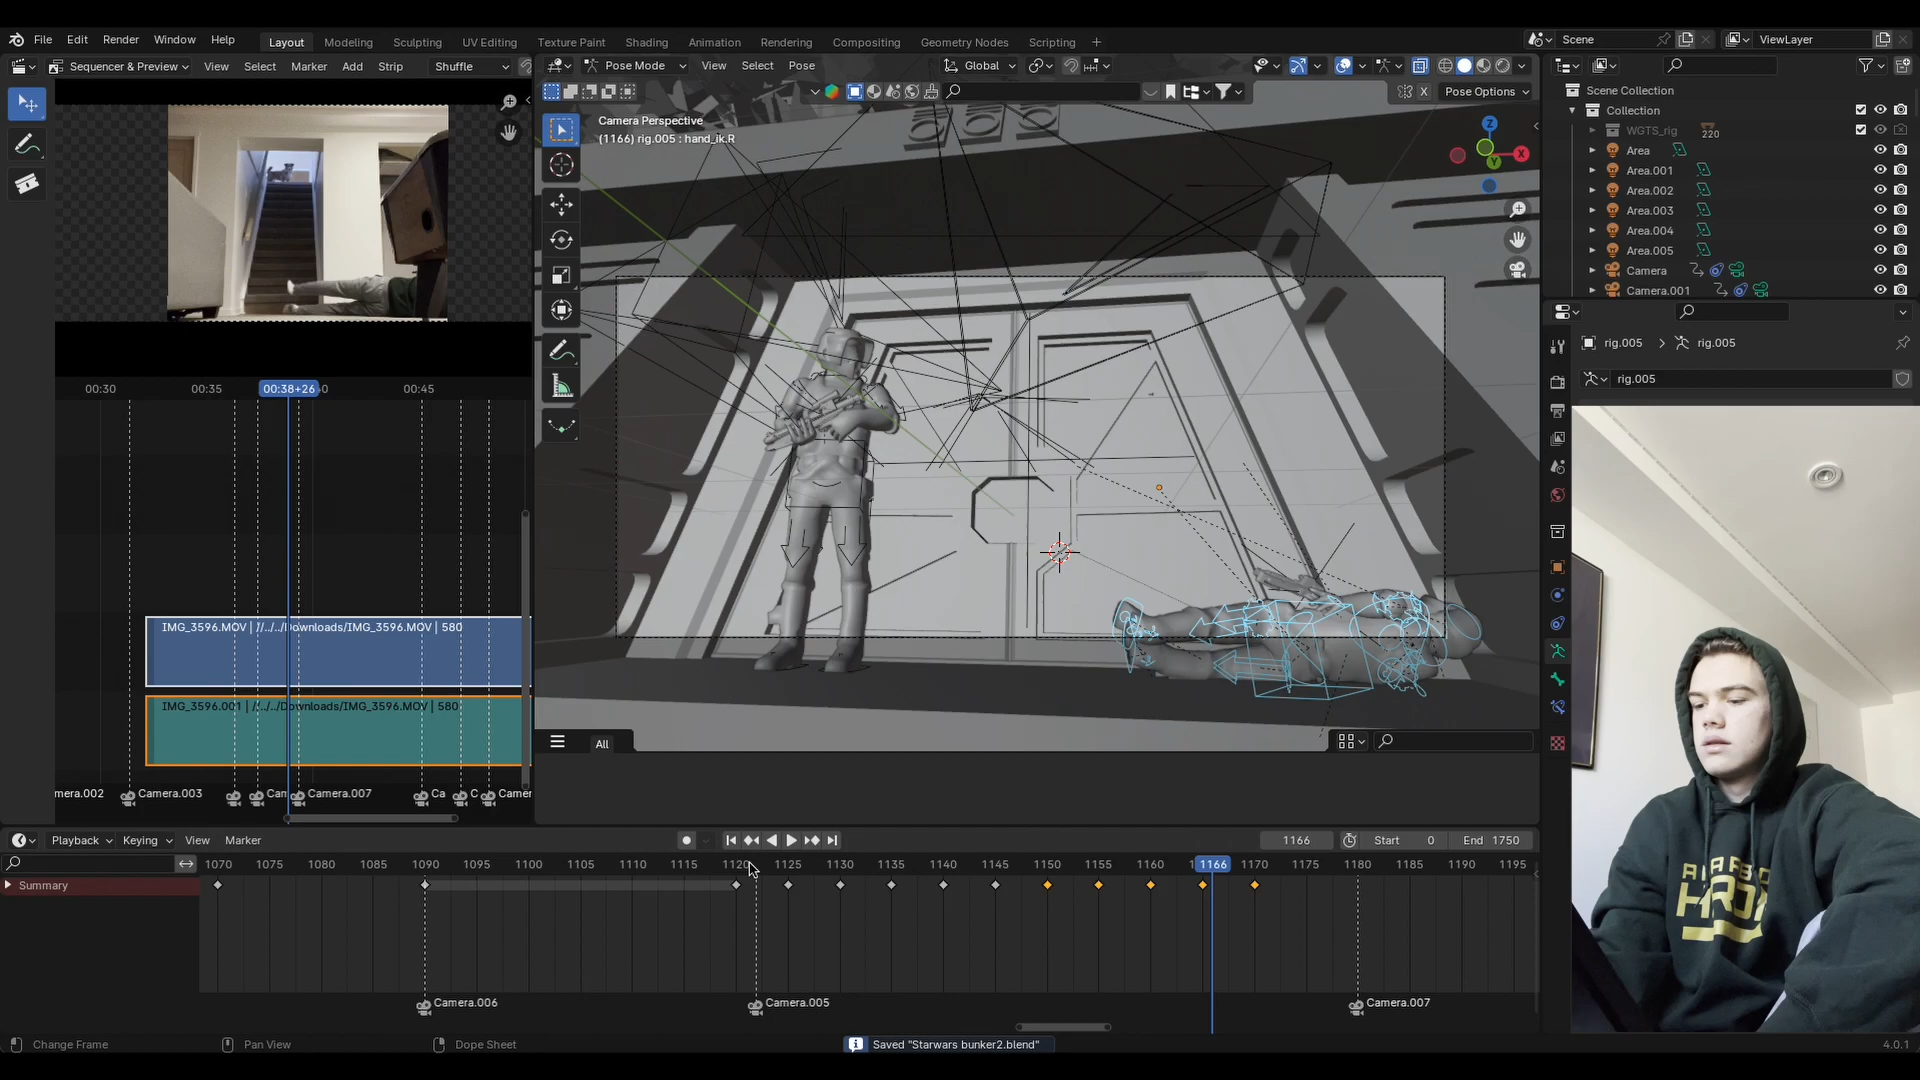 File Edit Render Window Help Layout Modeling Sculpting UV Editing Texture Paint Shading Animation Rendering Compositing Geometry Nodes Scripting + Scene ViewLayer
Sequencer & Preview View Select Marker Add Strip Shuffle
Pose Mode View Select Pose Global
X Pose Options
Camera Perspective
(1166) rig.005 : hand_ik.R
Z
X
Y
Scene Collection
Collection
WGTS_rig 220
Area
Area.001
Area.002
Area.003
Area.004
Area.005
Camera
Camera.001
rig.005 > rig.005
rig.005
00:30 00:35 00:38+26 00:45
IMG_3596.MOV | //../../Downloads/IMG_3596.MOV | 580
IMG_3596.001 | //../../Downloads/IMG_3596.MOV | 580
mera.002 Camera.003 Cam Camera.007 Ca C Camer
All
Playback Keying View Marker 1166 Start 0 End 1750
1070 1075 1080 1085 1090 1095 1100 1105 1110 1115 1120 1125 1130 1135 1140 1145 1150 1155 1160 1166 1170 1175 1180 1185 1190 1195
Summary
Camera.006 Camera.005 Camera.007
Change Frame Pan View Dope Sheet Saved "Starwars bunker2.blend" 4.0.1